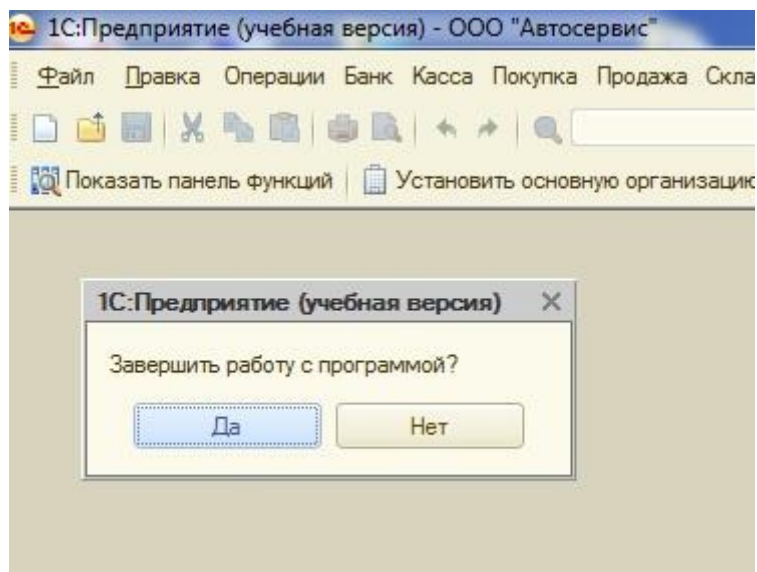 1С:Предприятие (учебная версия) - ООО "Автосервис"
Файл Правка Операции Банк Касса Покупка Продажа Скла
Показать панель функций Установить основную организацию
1С:Предприятие (учебная версия)
Завершить работу с программой?
Да Нет